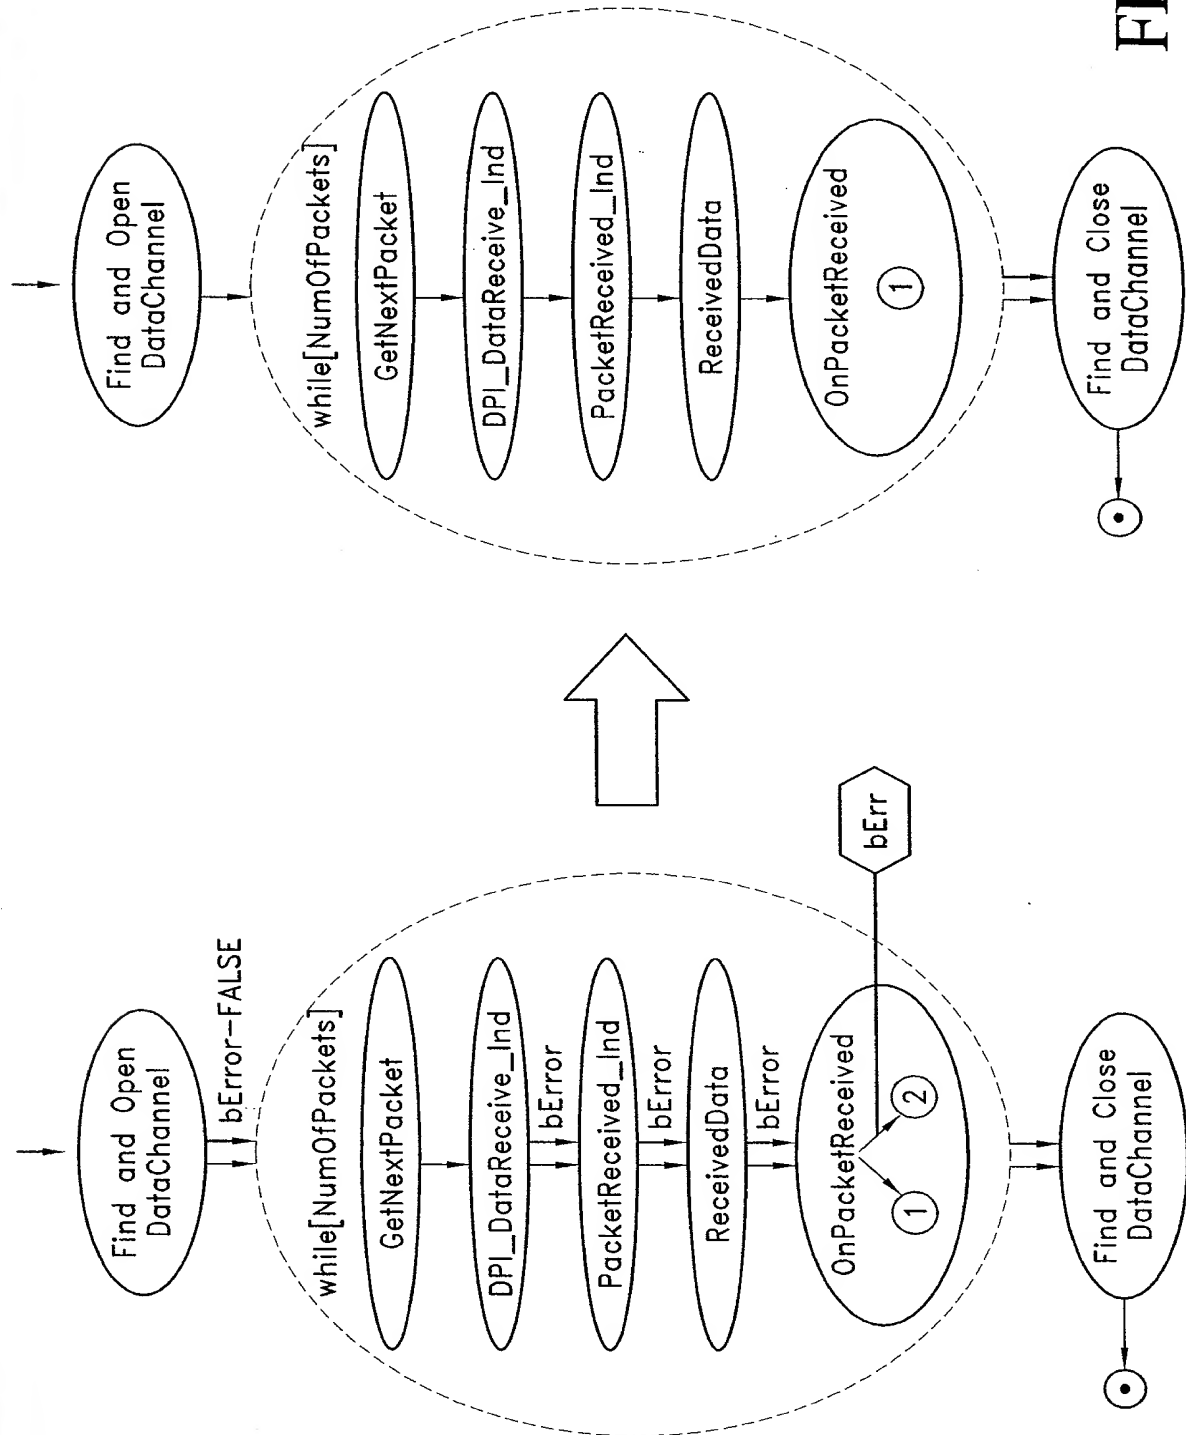 Find and Open
DataChannel
bError-FALSE
while[NumOfPackets]
GetNextPacket
DPI_DataReceive_Ind
bError
PacketReceived_Ind
bError
ReceivedData
bError
OnPacketReceived
1
2
bErr
Find and Close
DataChannel
Find and Open
DataChannel
while[NumOfPackets]
GetNextPacket
DPI_DataReceive_Ind
PacketReceived_Ind
ReceivedData
OnPacketReceived
1
Find and Close
DataChannel